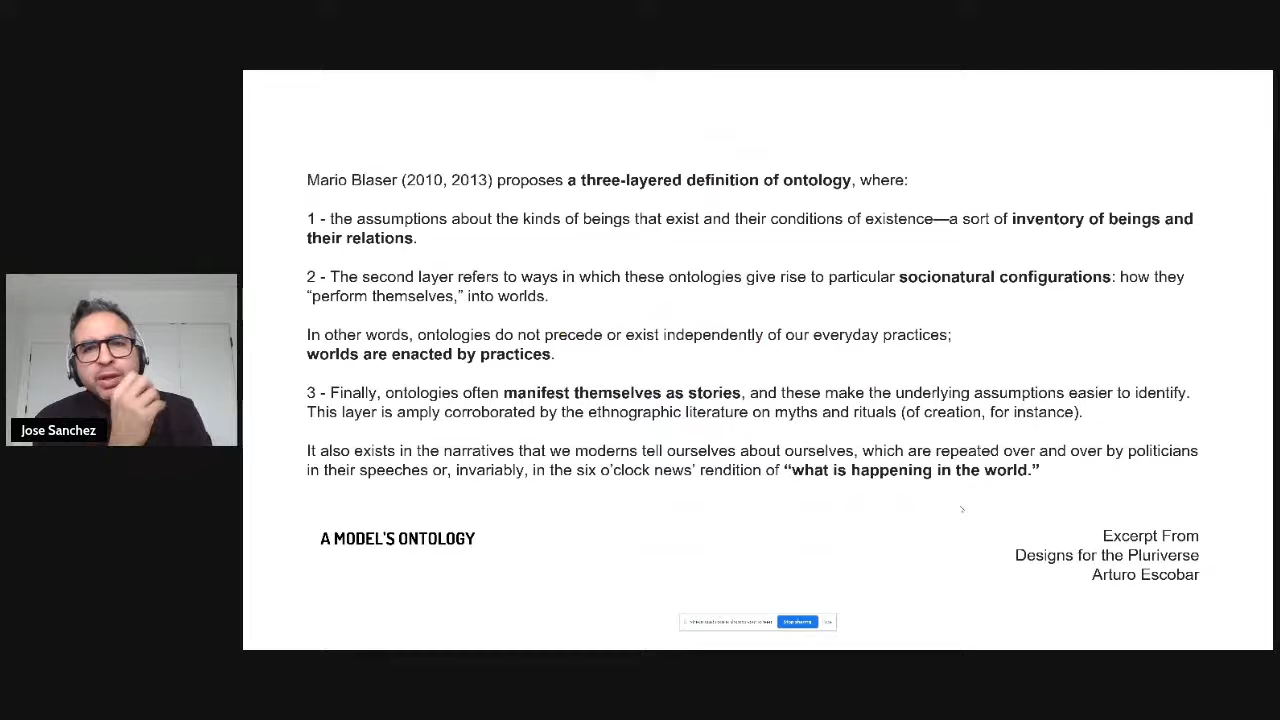 Mario Blaser (2010, 2013) proposes a three-layered definition of ontology, where:
1 - the assumptions about the kinds of beings that exist and their conditions of existence—a sort of inventory of beings and
their relations.
2 - The second layer refers to ways in which these ontologies give rise to particular socionatural configurations: how they
“perform themselves,” into worlds.
In other words, ontologies do not precede or exist independently of our everyday practices;
worlds are enacted by practices.
3 - Finally, ontologies often manifest themselves as stories, and these make the underlying assumptions easier to identify.
This layer is amply corroborated by the ethnographic literature on myths and rituals (of creation, for instance).
It also exists in the narratives that we moderns tell ourselves about ourselves, which are repeated over and over by politicians
in their speeches or, invariably, in the six o’clock news’ rendition of “what is happening in the world.”
A MODEL'S ONTOLOGY
Excerpt From
Designs for the Pluriverse
Arturo Escobar
Stop sharing
Jose Sanchez